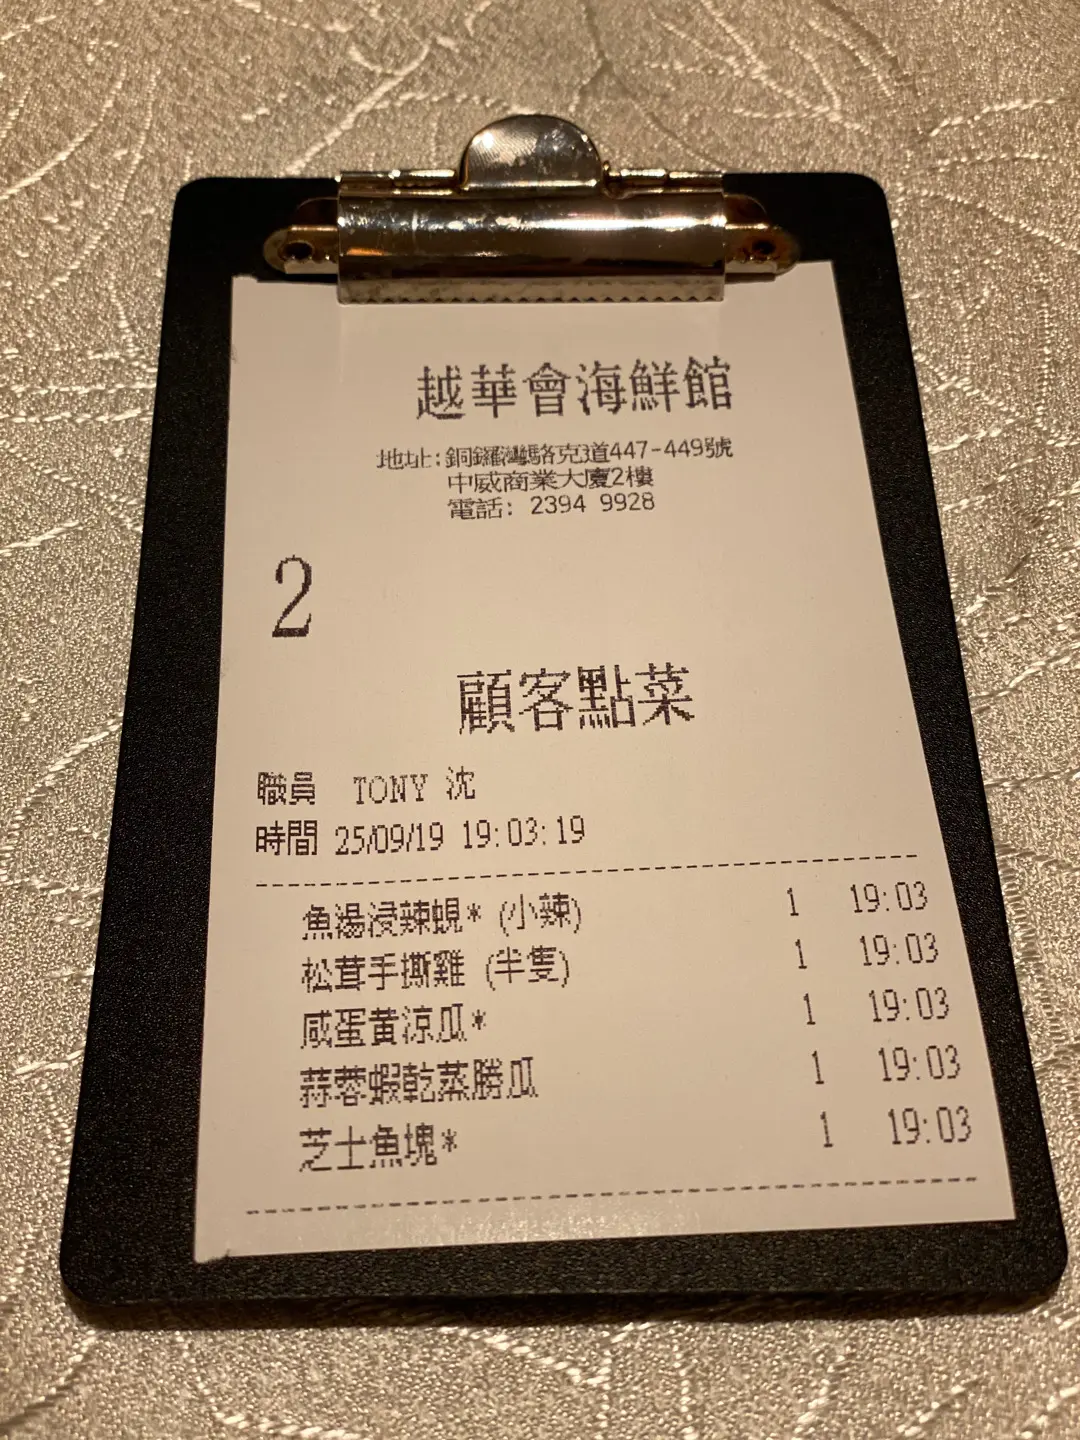 越華會海鮮館
地址:銅鑼灣駱克道447-449號
中威商業大廈2樓
電話: 2394 9928
2
顧客點菜
職員 TONY 沈
時間 25/09/19 19:03:19
魚湯浸辣蜆* (小辣) 1 19:03
松茸手撕雞 (半隻) 1 19:03
咸蛋黄涼瓜* 1 19:03
蒜蓉蝦乾蒸勝瓜 1 19:03
芝士魚塊* 1 19:03